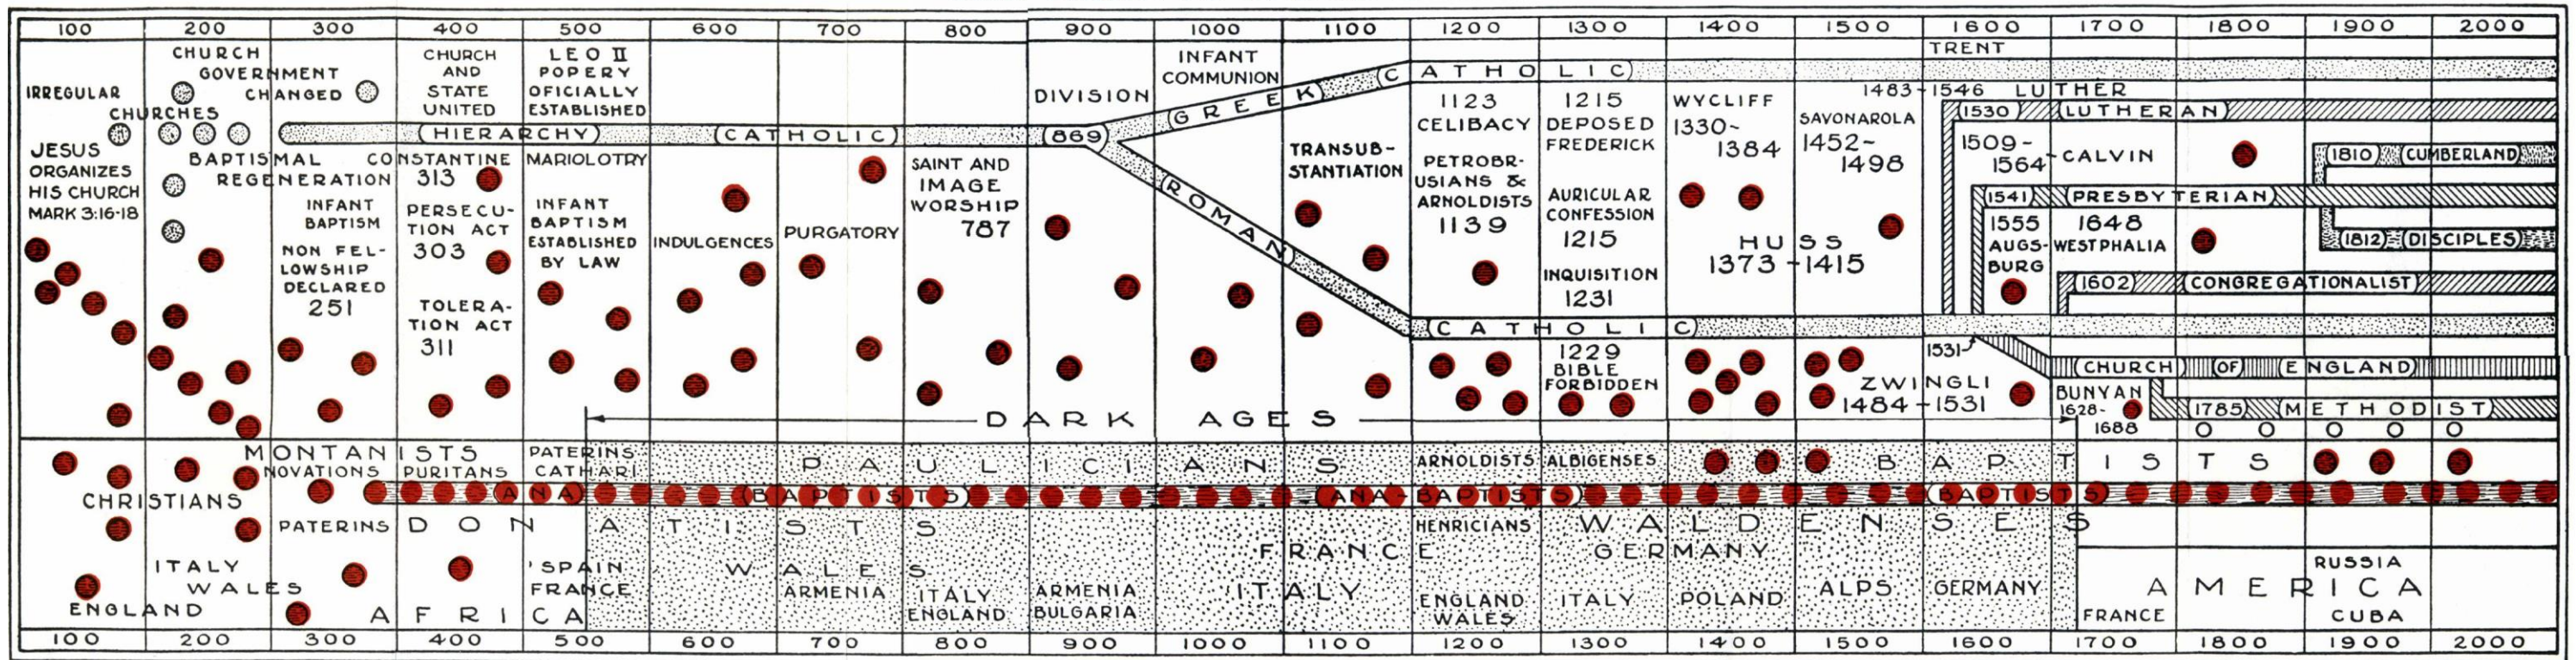 100 200 300 400 500 600 700 800 900 1000 1100 1200 1300 1400 1500 1600 1700 1800 1900 2000
IRREGULAR
CHURCHES
JESUS
ORGANIZES
HIS CHURCH
MARK 3:16-18
CHURCH
GOVERNMENT
CHANGED
BAPTISMAL
REGENERATION
INFANT
BAPTISM
NON FEL-
LOWSHIP
DECLARED
251
CHURCH
AND
STATE
UNITED
HIERARCHY
CONSTANTINE
313
PERSECU-
TION ACT
303
TOLERA-
TION ACT
311
LEO II
POPERY
OFICIALLY
ESTABLISHED
MARIOLOTRY
INFANT
BAPTISM
ESTABLISHED
BY LAW
CATHOLIC
INDULGENCES
PURGATORY
SAINT AND
IMAGE
WORSHIP
787
DIVISION
869
INFANT
COMMUNION
GREEK
CATHOLIC
ROMAN
CATHOLIC
TRANSUB-
STANTIATION
1123
CELIBACY
PETROBR-
USIANS &
ARNOLDISTS
1139
1215
DEPOSED
FREDERICK
AURICULAR
CONFESSION
1215
INQUISITION
1231
1229
BIBLE
FORBIDDEN
WYCLIFF
1330-
1384
HUSS
1373-1415
SAVONAROLA
1452-
1498
TRENT
1483-1546 LUTHER
1530 LUTHERAN
1509-
1564-CALVIN
1810 CUMBERLAND
1541 PRESBYTERIAN
1555
AUGS-
BURG
1648
WESTPHALIA
1812 DISCIPLES
1602 CONGREGATIONALIST
1531
CHURCH OF ENGLAND
ZWINGLI
1484-1531
BUNYAN
1628-
1688
1785 METHODIST
DARK AGES
MONTANISTS
NOVATIONS PURITANS
PATERINS
CATHARI
PAULICIANS
ARNOLDISTS ALBIGENSES
BAPTISTS
CHRISTIANS
ANA BAPTISTS ANA-BAPTISTS BAPTISTS
PATERINS DONATISTS
HENRICIANS WALDENSES
FRANCE GERMANY
ITALY
WALES
ENGLAND
AFRICA
SPAIN
FRANCE
WALES
ARMENIA
ITALY
ENGLAND
ARMENIA
BULGARIA
ITALY
ENGLAND
WALES
ITALY
POLAND
ALPS
GERMANY
RUSSIA
AMERICA
FRANCE
CUBA
100 200 300 400 500 600 700 800 900 1000 1100 1200 1300 1400 1500 1600 1700 1800 1900 2000